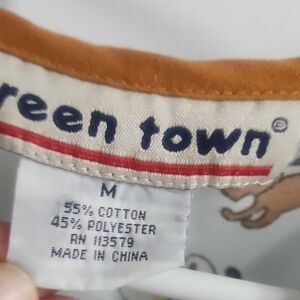 reen town®
M
55% COTTON
45% POLYESTER
RN 113579
MADE IN CHINA